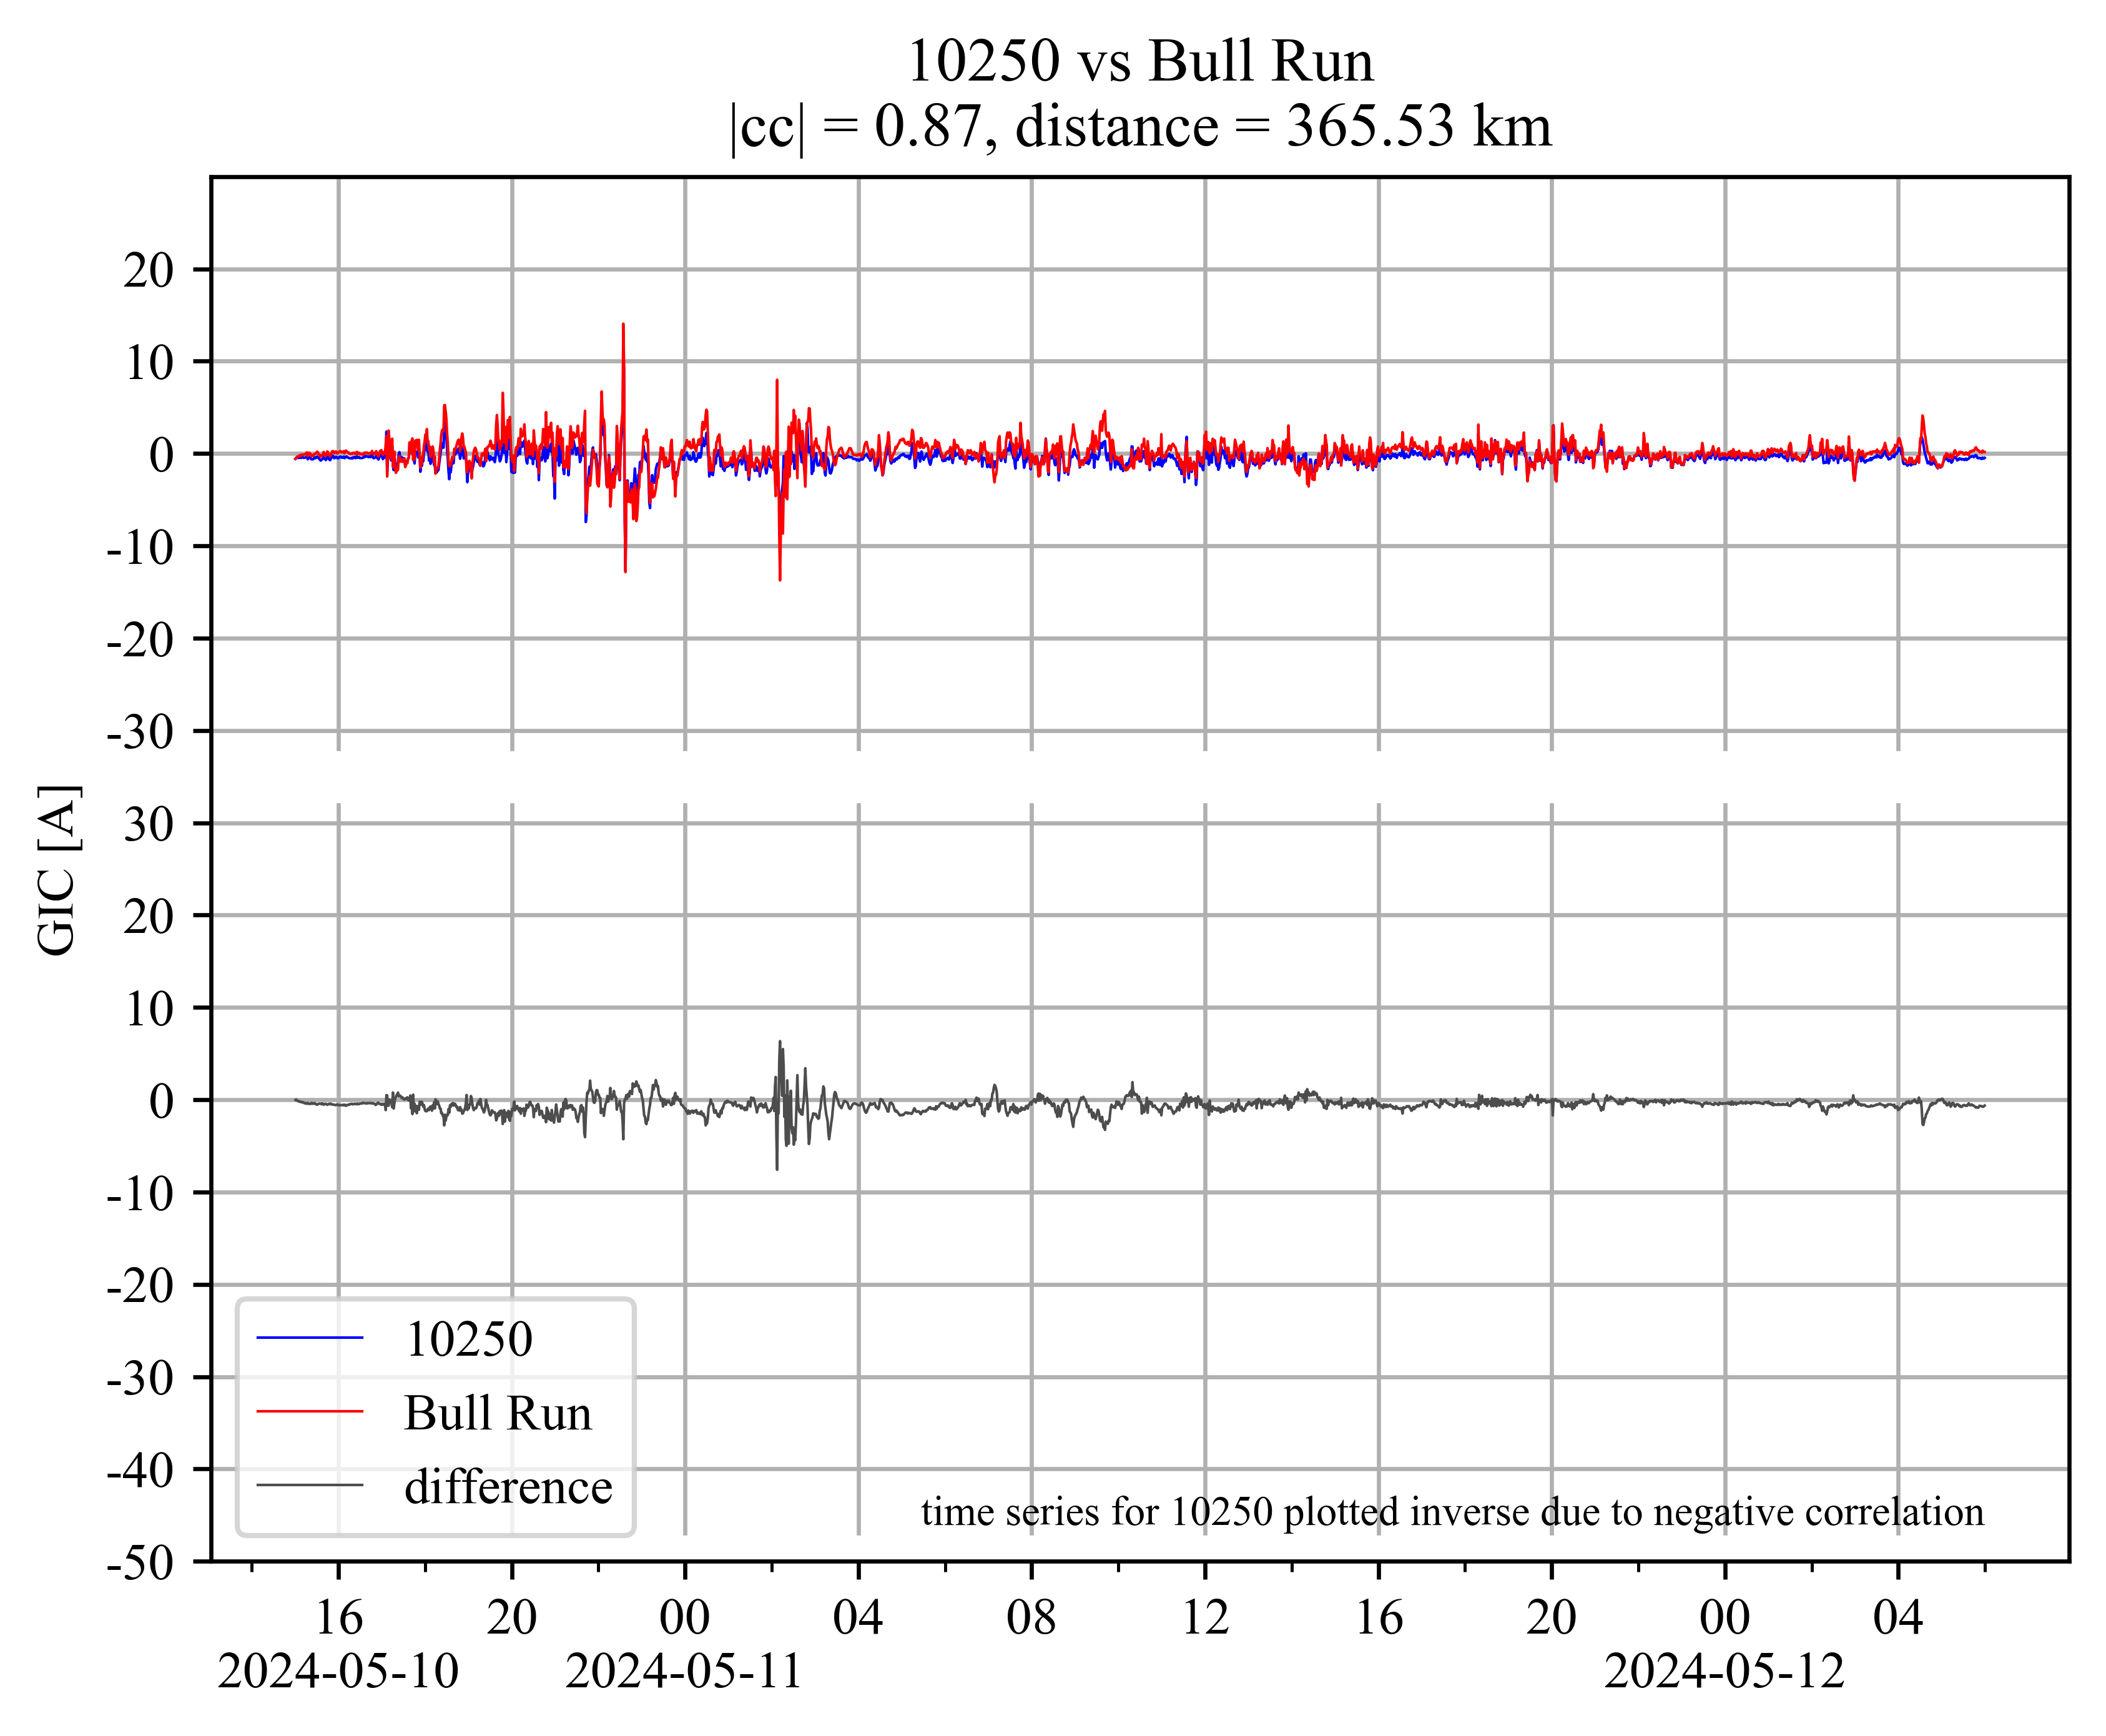 10250 vs Bull Run
|cc| = 0.87, distance = 365.53 km
GIC [A]
20
10
0
-10
-20
-30
30
20
10
0
-10
-20
-30
-40
-50
10250
Bull Run
difference
time series for 10250 plotted inverse due to negative correlation
16 20 00 04 08 12 16 20 00 04
2024-05-10 2024-05-11 2024-05-12